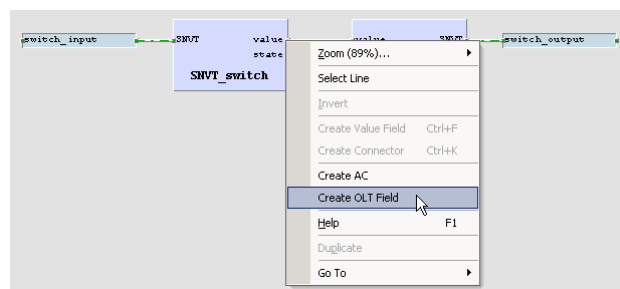 switch_input
SNVT value
state
SNVT_switch
value SNVT
switch_output
Zoom (89%)...
Select Line
Invert
Create Value Field Ctrl+F
Create Connector Ctrl+K
Create AC
Create OLT Field
Help F1
Duplicate
Go To